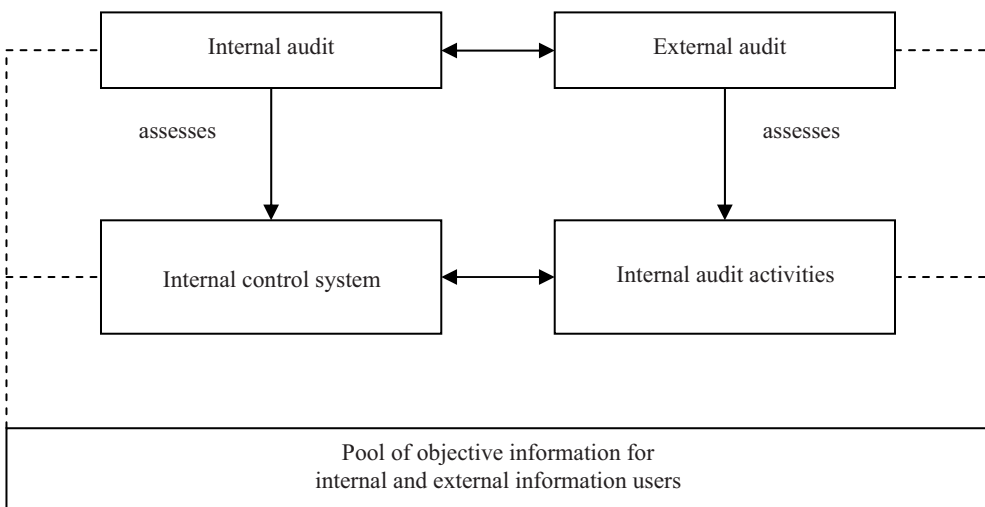 Internal audit
External audit
assesses
assesses
Internal control system
Internal audit activities
Pool of objective information for
internal and external information users